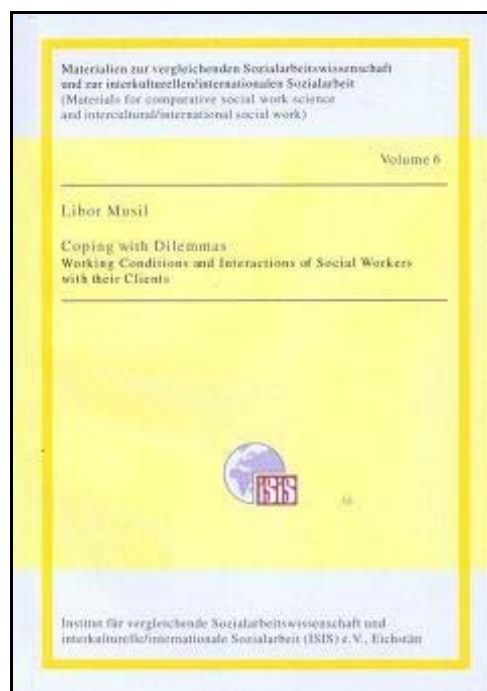 Materialien zur vergleichenden Sozialarbeitswissenschaft
und zur interkulturellen/internationalen Sozialarbeit
(Materials for comparative social work science
and intercultural/international social work)
Volume 6
Libor Musil
Coping with Dilemmas
Working Conditions and Interactions of Social Workers
with their Clients
ISIS
Institut für vergleichende Sozialarbeitswissenschaft und
interkulturelle/internationale Sozialarbeit (ISIS) e.V., Eichstätt